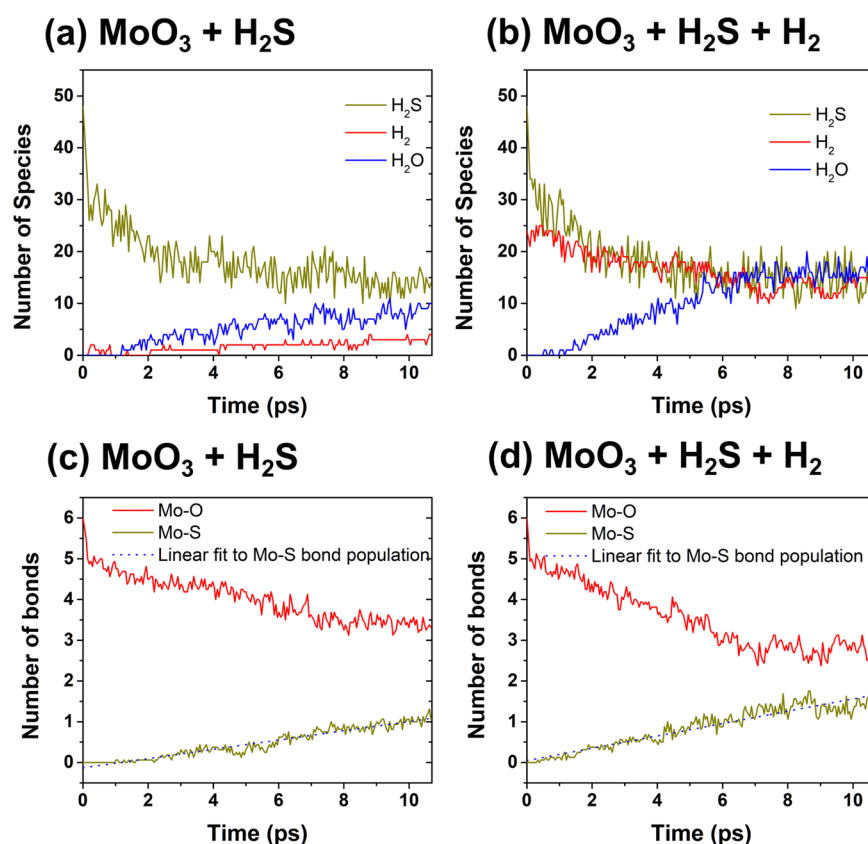 (a) MoO₃ + H₂S
(b) MoO₃ + H₂S + H₂
Number of Species
50
40
30
20
10
0
H₂S
H₂
H₂O
0 2 4 6 8 10
Time (ps)
Number of Species
50
40
30
20
10
0
H₂S
H₂
H₂O
0 2 4 6 8 10
Time (ps)
(c) MoO₃ + H₂S
(d) MoO₃ + H₂S + H₂
Number of bonds
6
5
4
3
2
1
0
Mo-O
Mo-S
Linear fit to Mo-S bond population
0 2 4 6 8 10
Time (ps)
Number of bonds
6
5
4
3
2
1
0
Mo-O
Mo-S
Linear fit to Mo-S bond population
0 2 4 6 8 10
Time (ps)